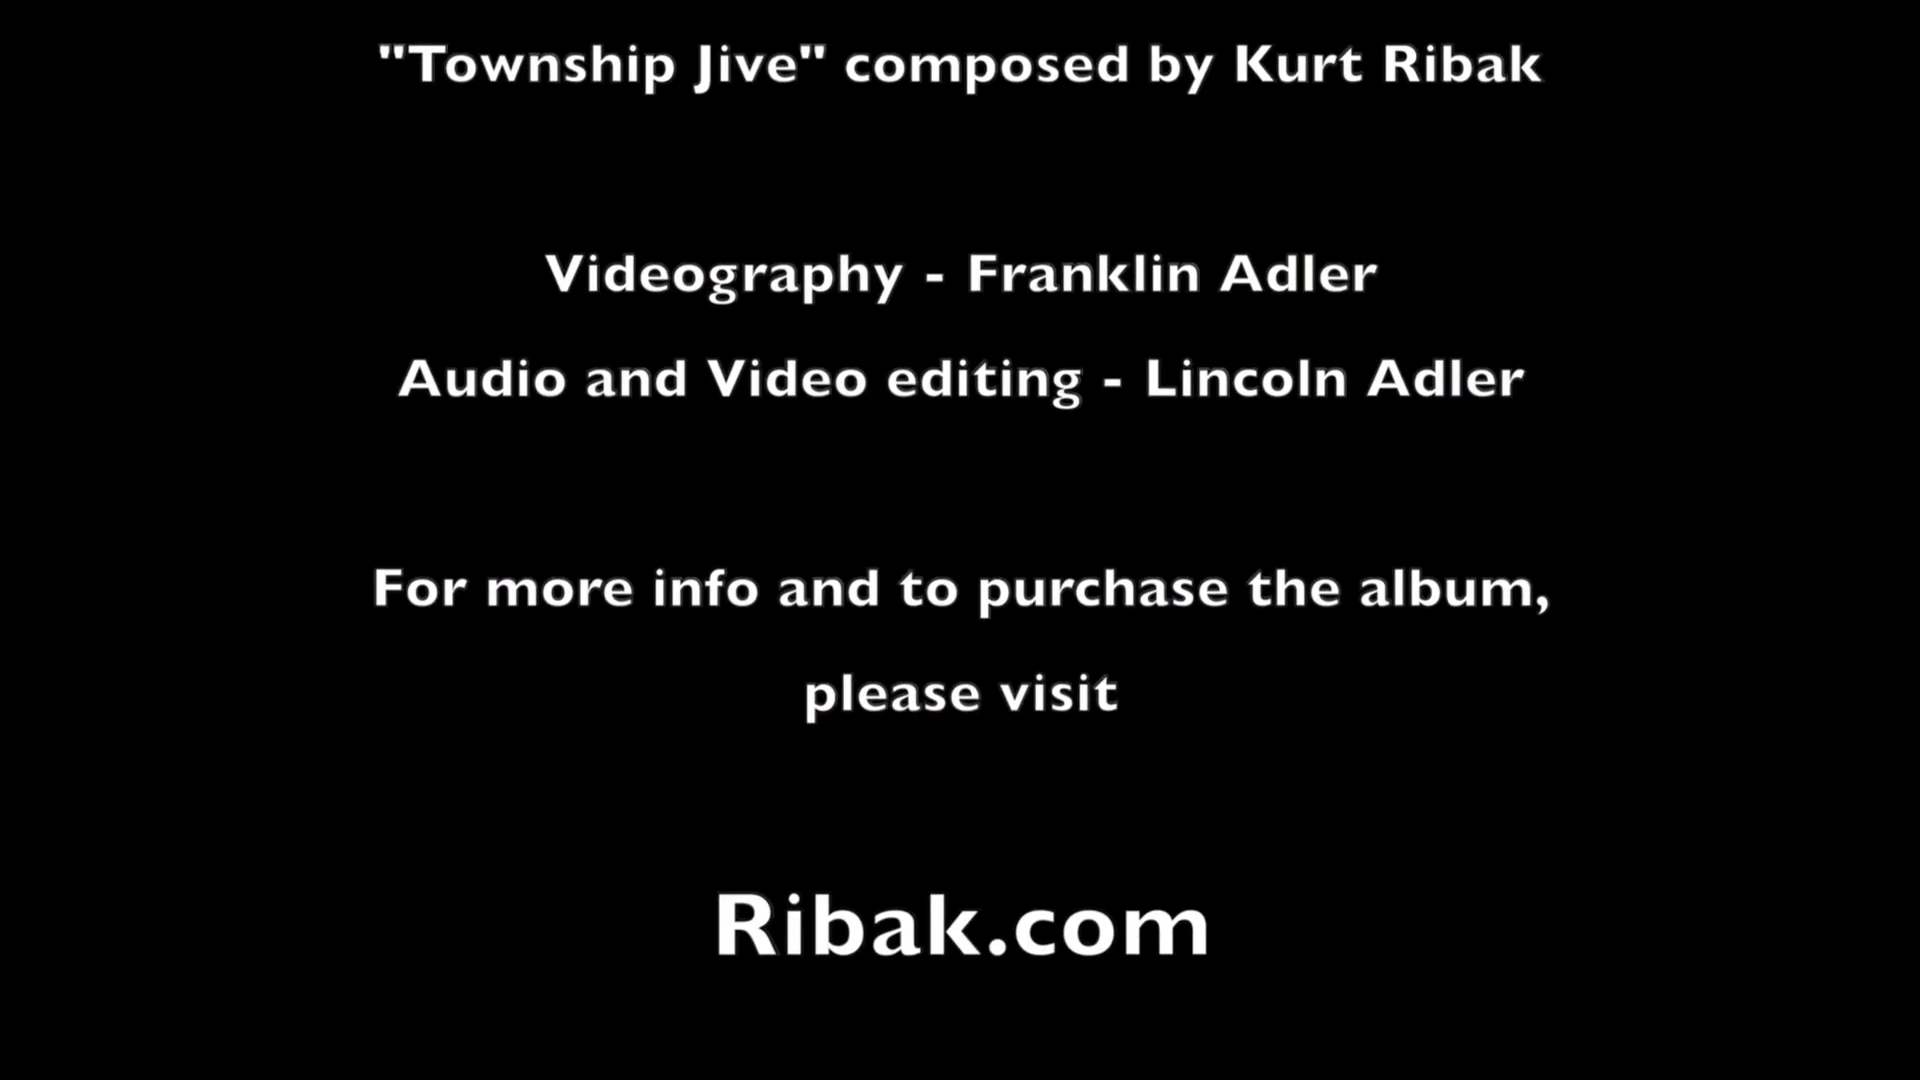 "Township Jive" composed by Kurt Ribak
Videography - Franklin Adler
Audio and Video editing - Lincoln Adler
For more info and to purchase the album,
please visit
Ribak.com